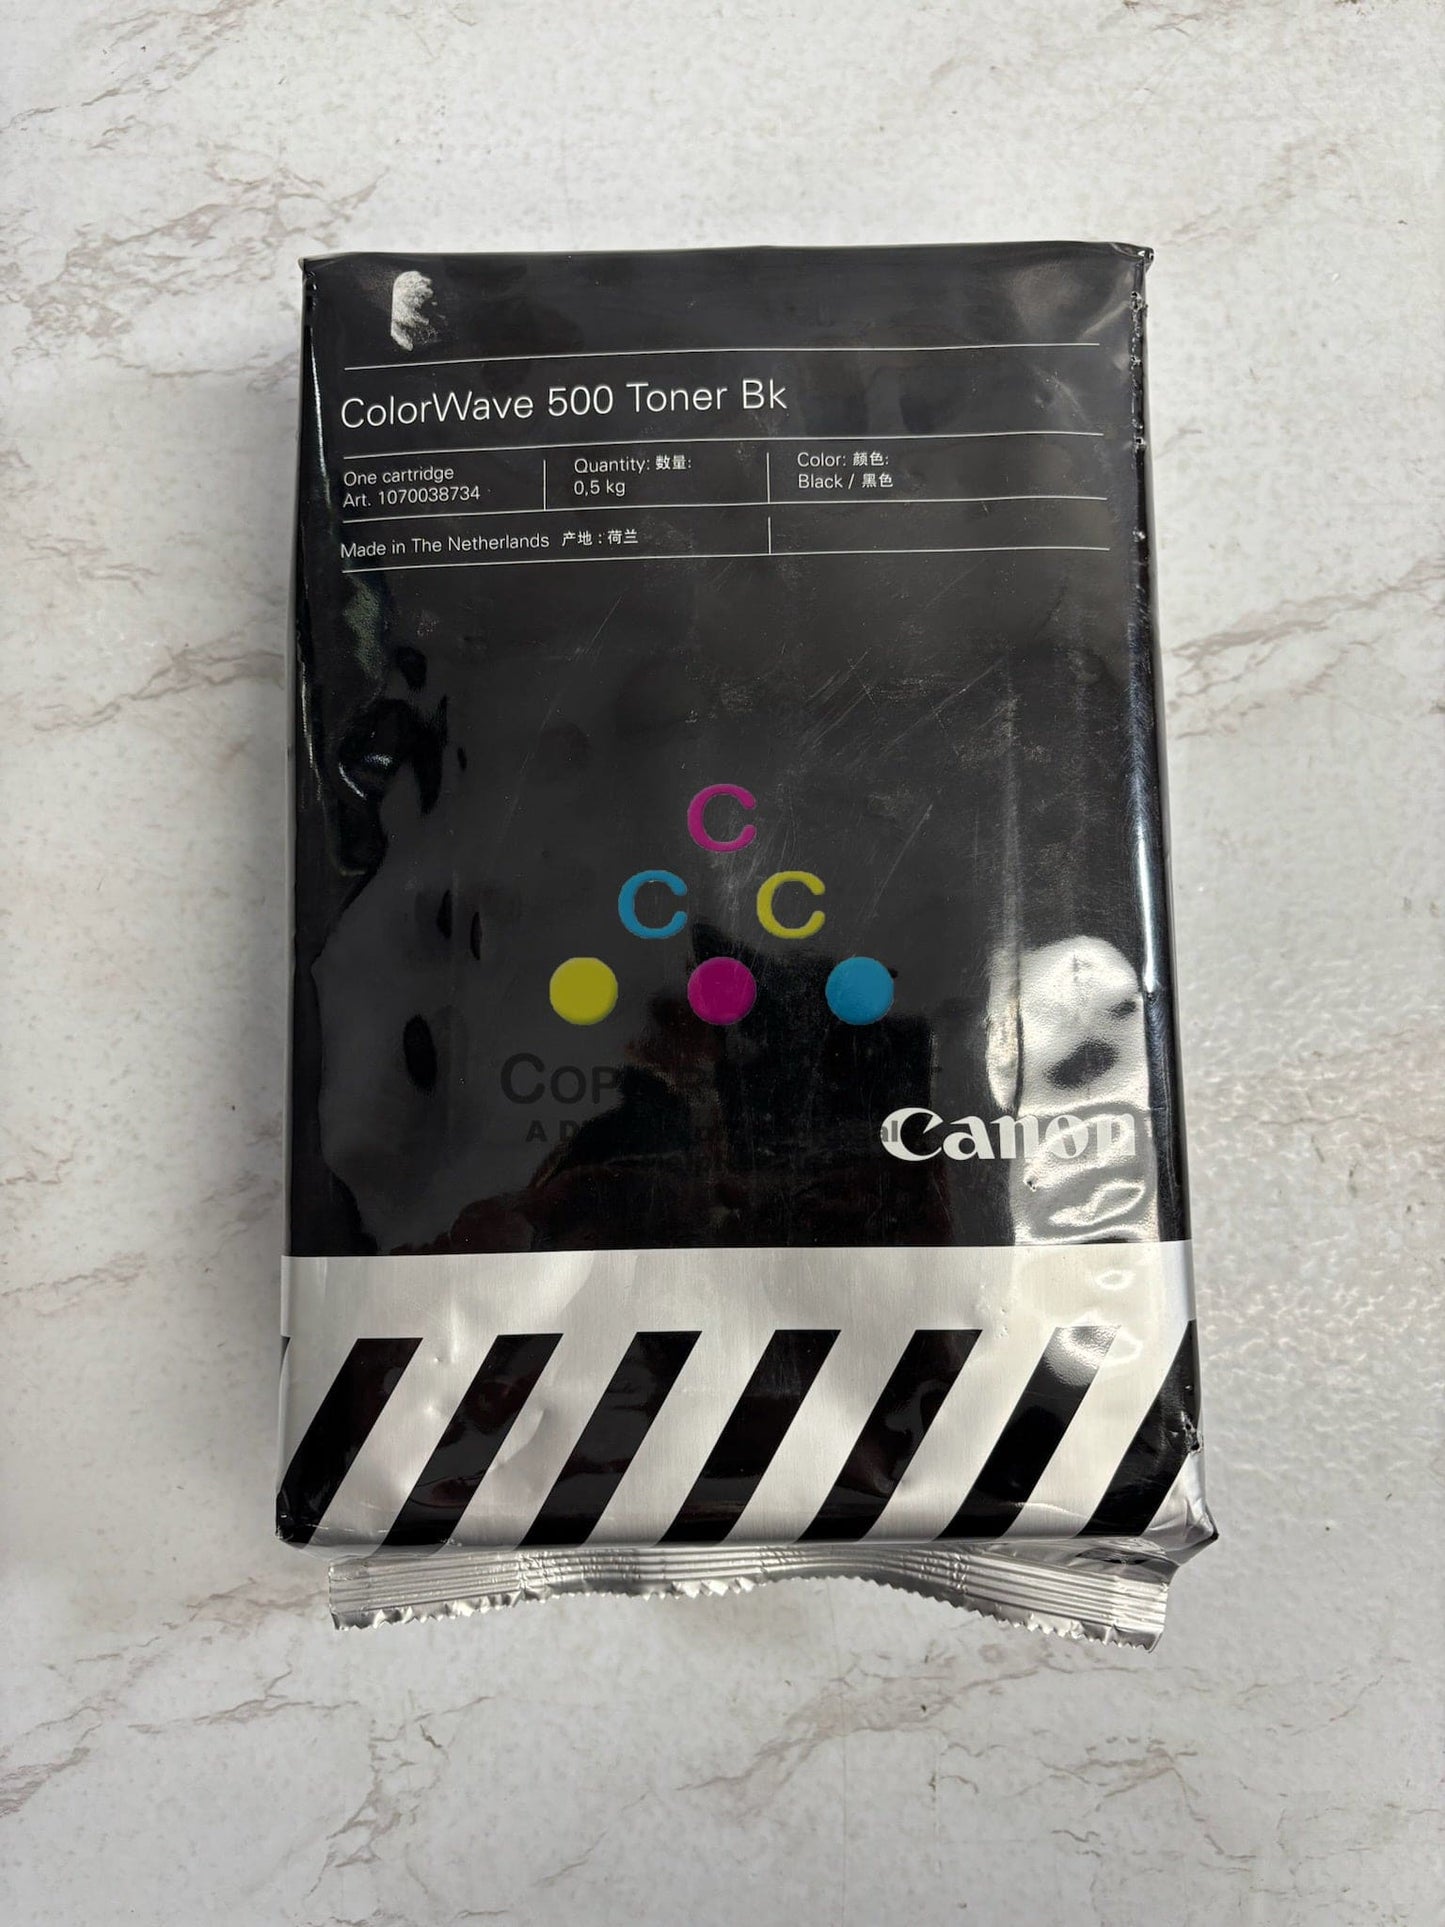 ColorWave 500 Toner Bk
One cartridge
Art. 1070038734
Quantity: 数量:
0,5 kg
Color: 颜色:
Black / 黑色
Made in The Netherlands 产地 : 荷兰
C
C C
Canon